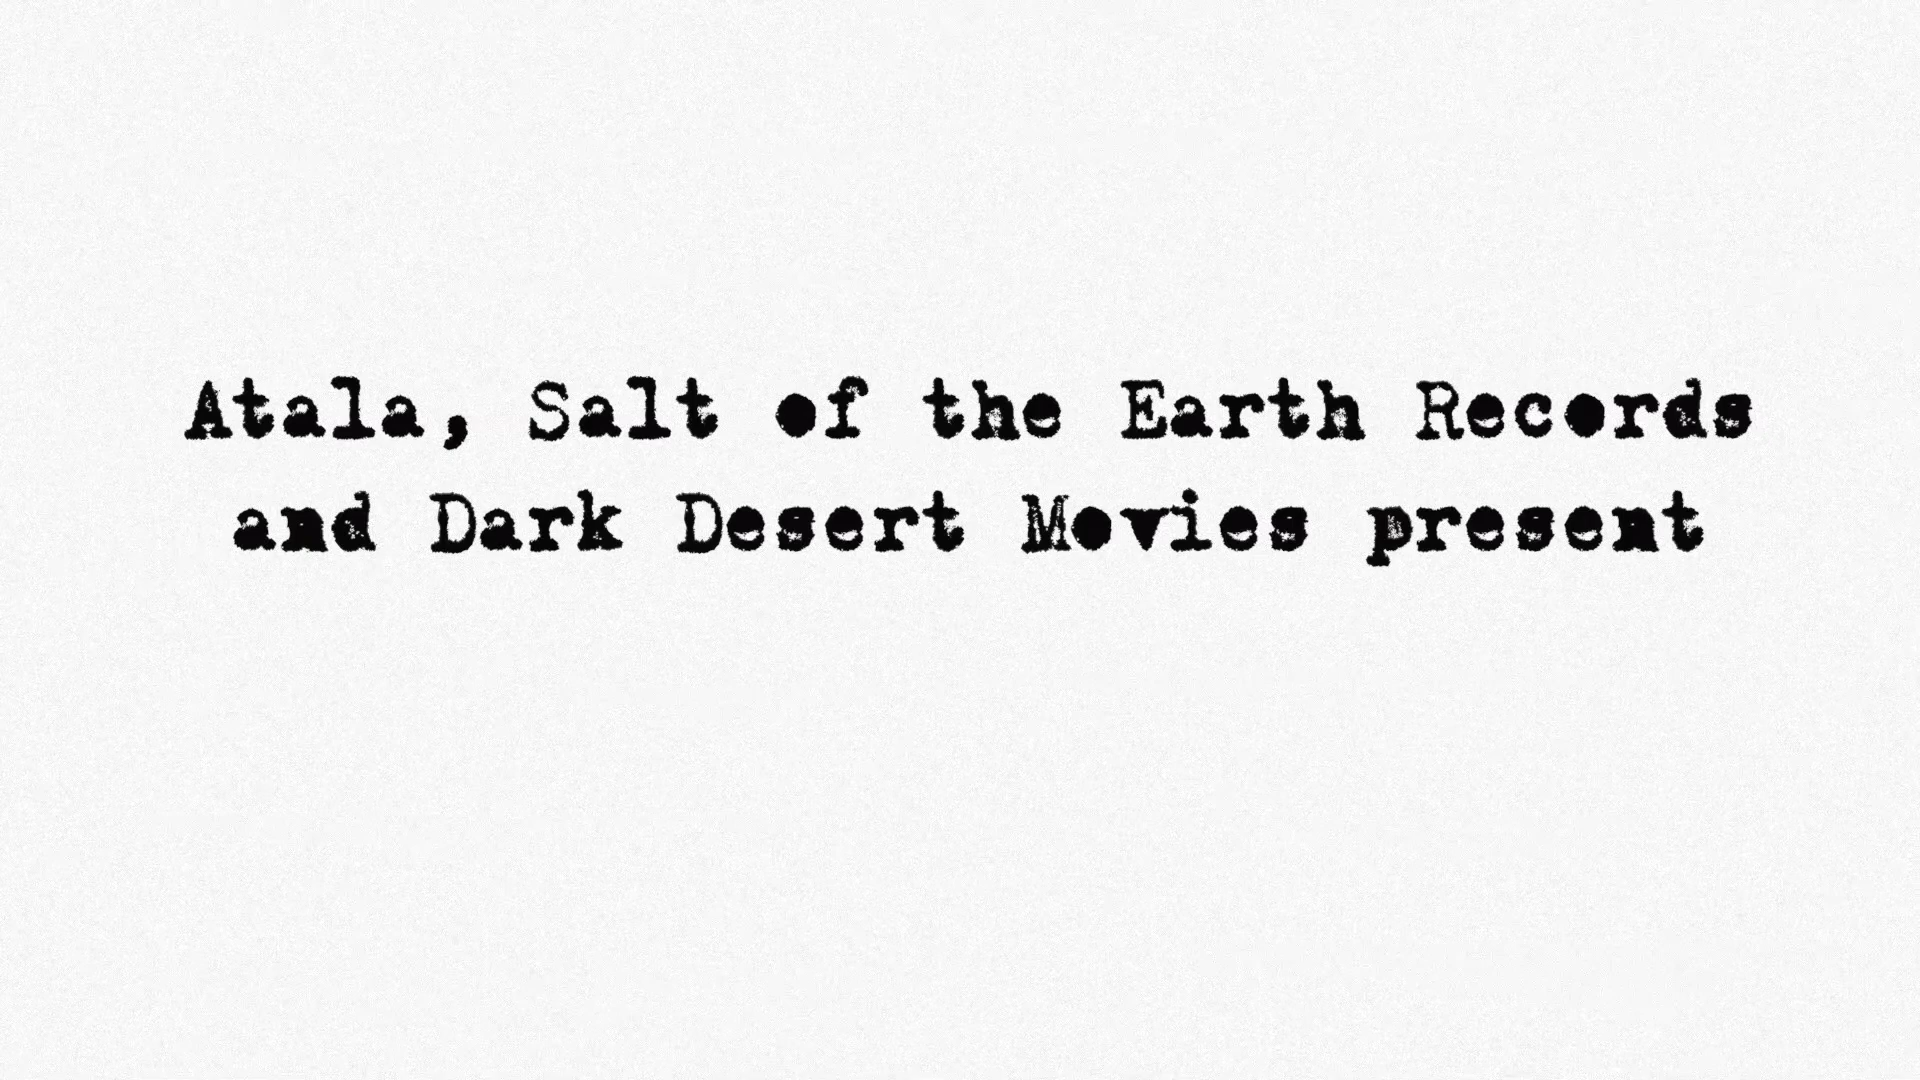 Atala, Salt of the Earth Records
and Dark Desert Movies present